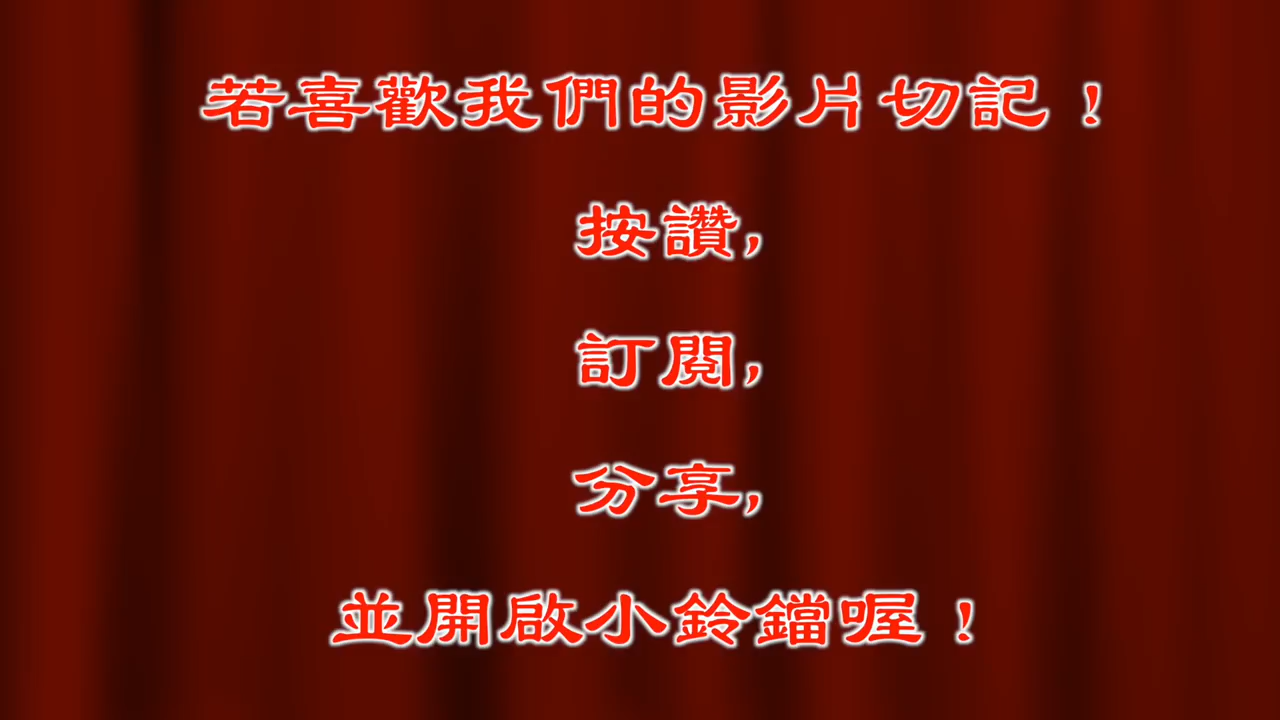 若喜歡我們的影片切記！
按讚,
訂閱,
分享,
並開啟小鈴鐺喔！